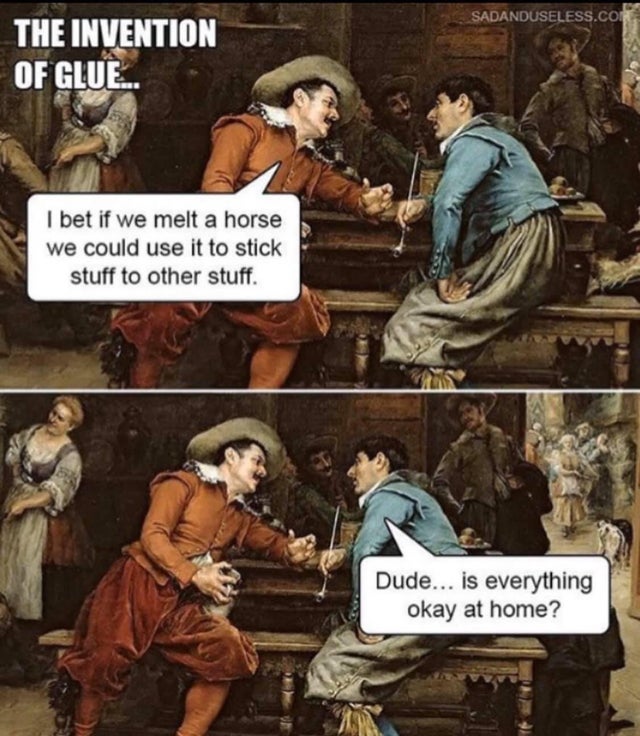 SADANDUSELESS.COM
THE INVENTION
OF GLUE...
I bet if we melt a horse
we could use it to stick
stuff to other stuff.
Dude... is everything
okay at home?